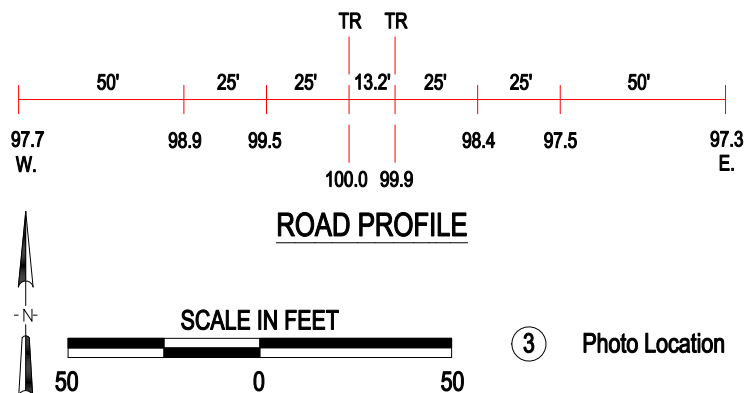 TR TR
50' 25' 25' 13.2' 25' 25' 50'
97.7 98.9 99.5 98.4 97.5 97.3
W. E.
100.0 99.9
ROAD PROFILE
-N-
SCALE IN FEET
3 Photo Location
50 0 50